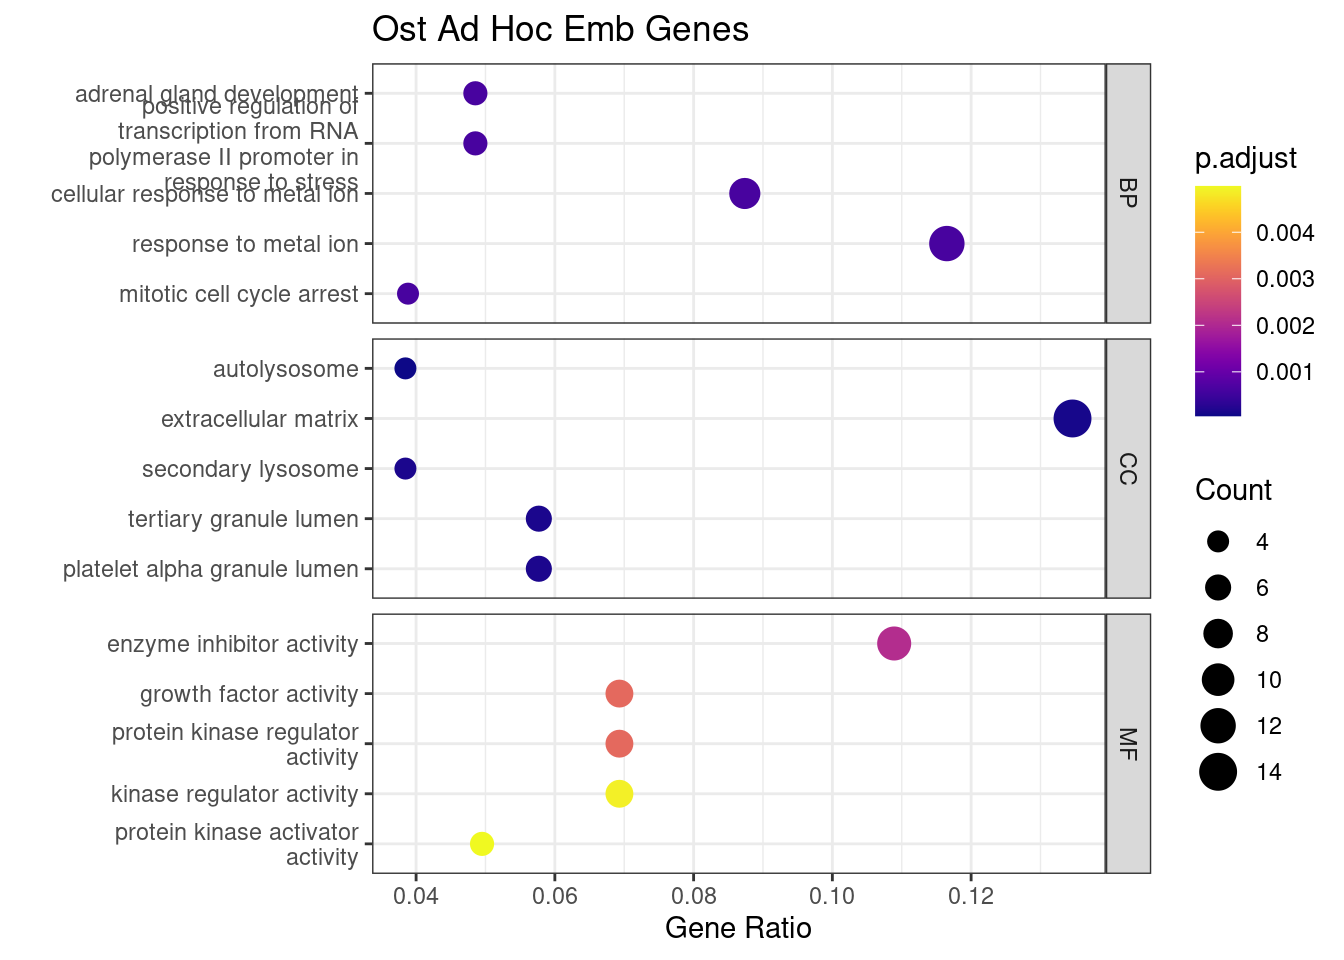 Ost Ad Hoc Emb Genes
adrenal gland development
positive regulation of
transcription from RNA
polymerase II promoter in
response to stress
cellular response to metal ion
response to metal ion
mitotic cell cycle arrest
BP
autolysosome
extracellular matrix
secondary lysosome
tertiary granule lumen
platelet alpha granule lumen
CC
enzyme inhibitor activity
growth factor activity
protein kinase regulator
activity
kinase regulator activity
protein kinase activator
activity
MF
0.04 0.06 0.08 0.10 0.12
Gene Ratio
p.adjust
0.004
0.003
0.002
0.001
Count
4
6
8
10
12
14